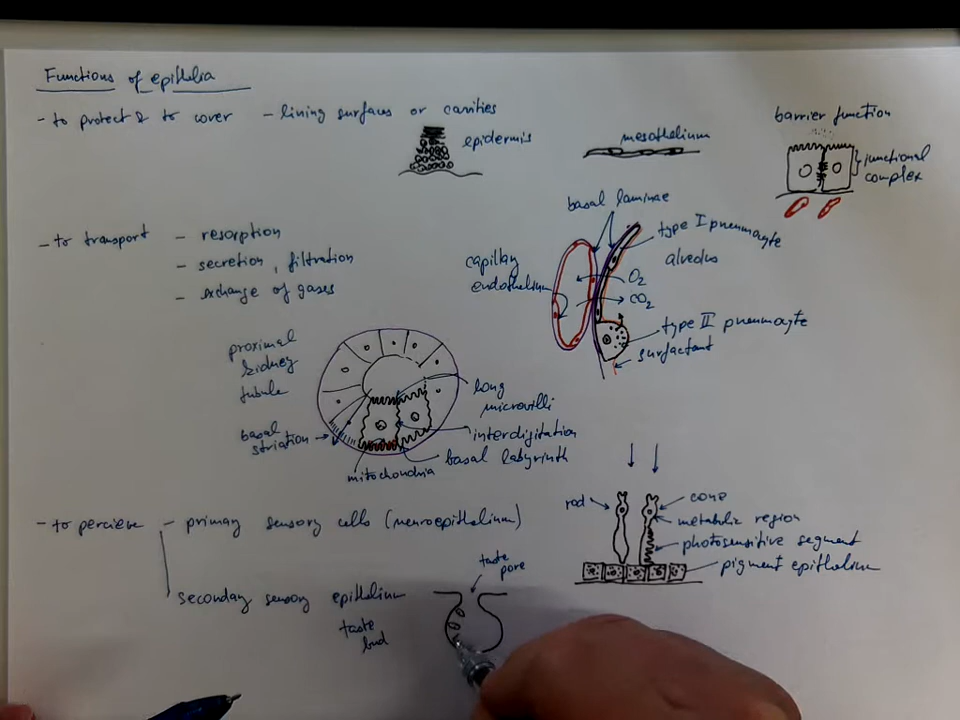 Functions of epithelia
- to protect & to cover - lining surfaces or cavities
epidermis
mesothelium
barrier function
junctional
complex
- to transport - resorption
- secretion, filtration
- exchange of gases
basal laminae
capillary
endothelium
type I pneumocyte
alveolus
O2
CO2
type II pneumocyte
surfactant
proximal
kidney
tubule
long
microvilli
interdigitation
basal labyrinth
basal
striation
mitochondria
- to percieve - primary sensory cells (neuroepithelium)
rod
cone
metabolic region
photosensitive segment
pigment epithelium
secondary sensory epithelium
taste
pore
taste
bud